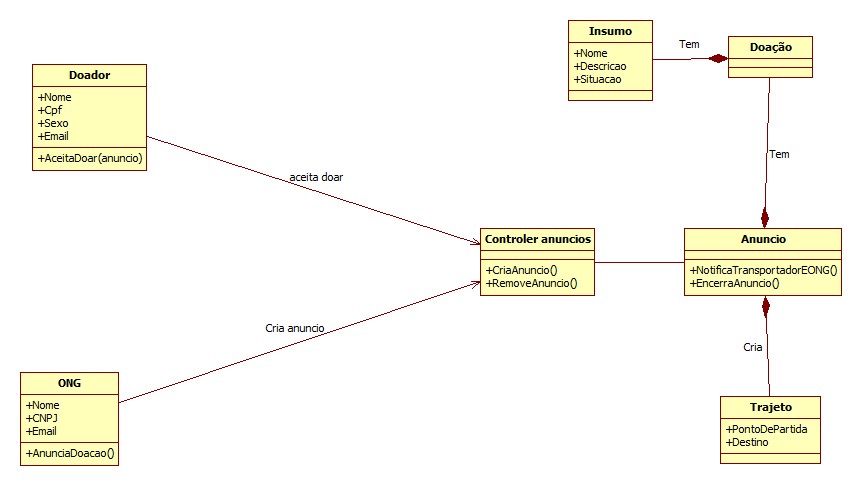 Insumo
+Nome
+Descricao
+Situacao
Tem
Doação
Doador
+Nome
+Cpf
+Sexo
+Email
+AceitaDoar(anuncio)
aceita doar
Tem
Controler anuncios
+CriaAnuncio()
+RemoveAnuncio()
Anuncio
+NotificaTransportadorEONG()
+EncerraAnuncio()
Cria anuncio
Cria
ONG
+Nome
+CNPJ
+Email
+AnunciaDoacao()
Trajeto
+PontoDePartida
+Destino